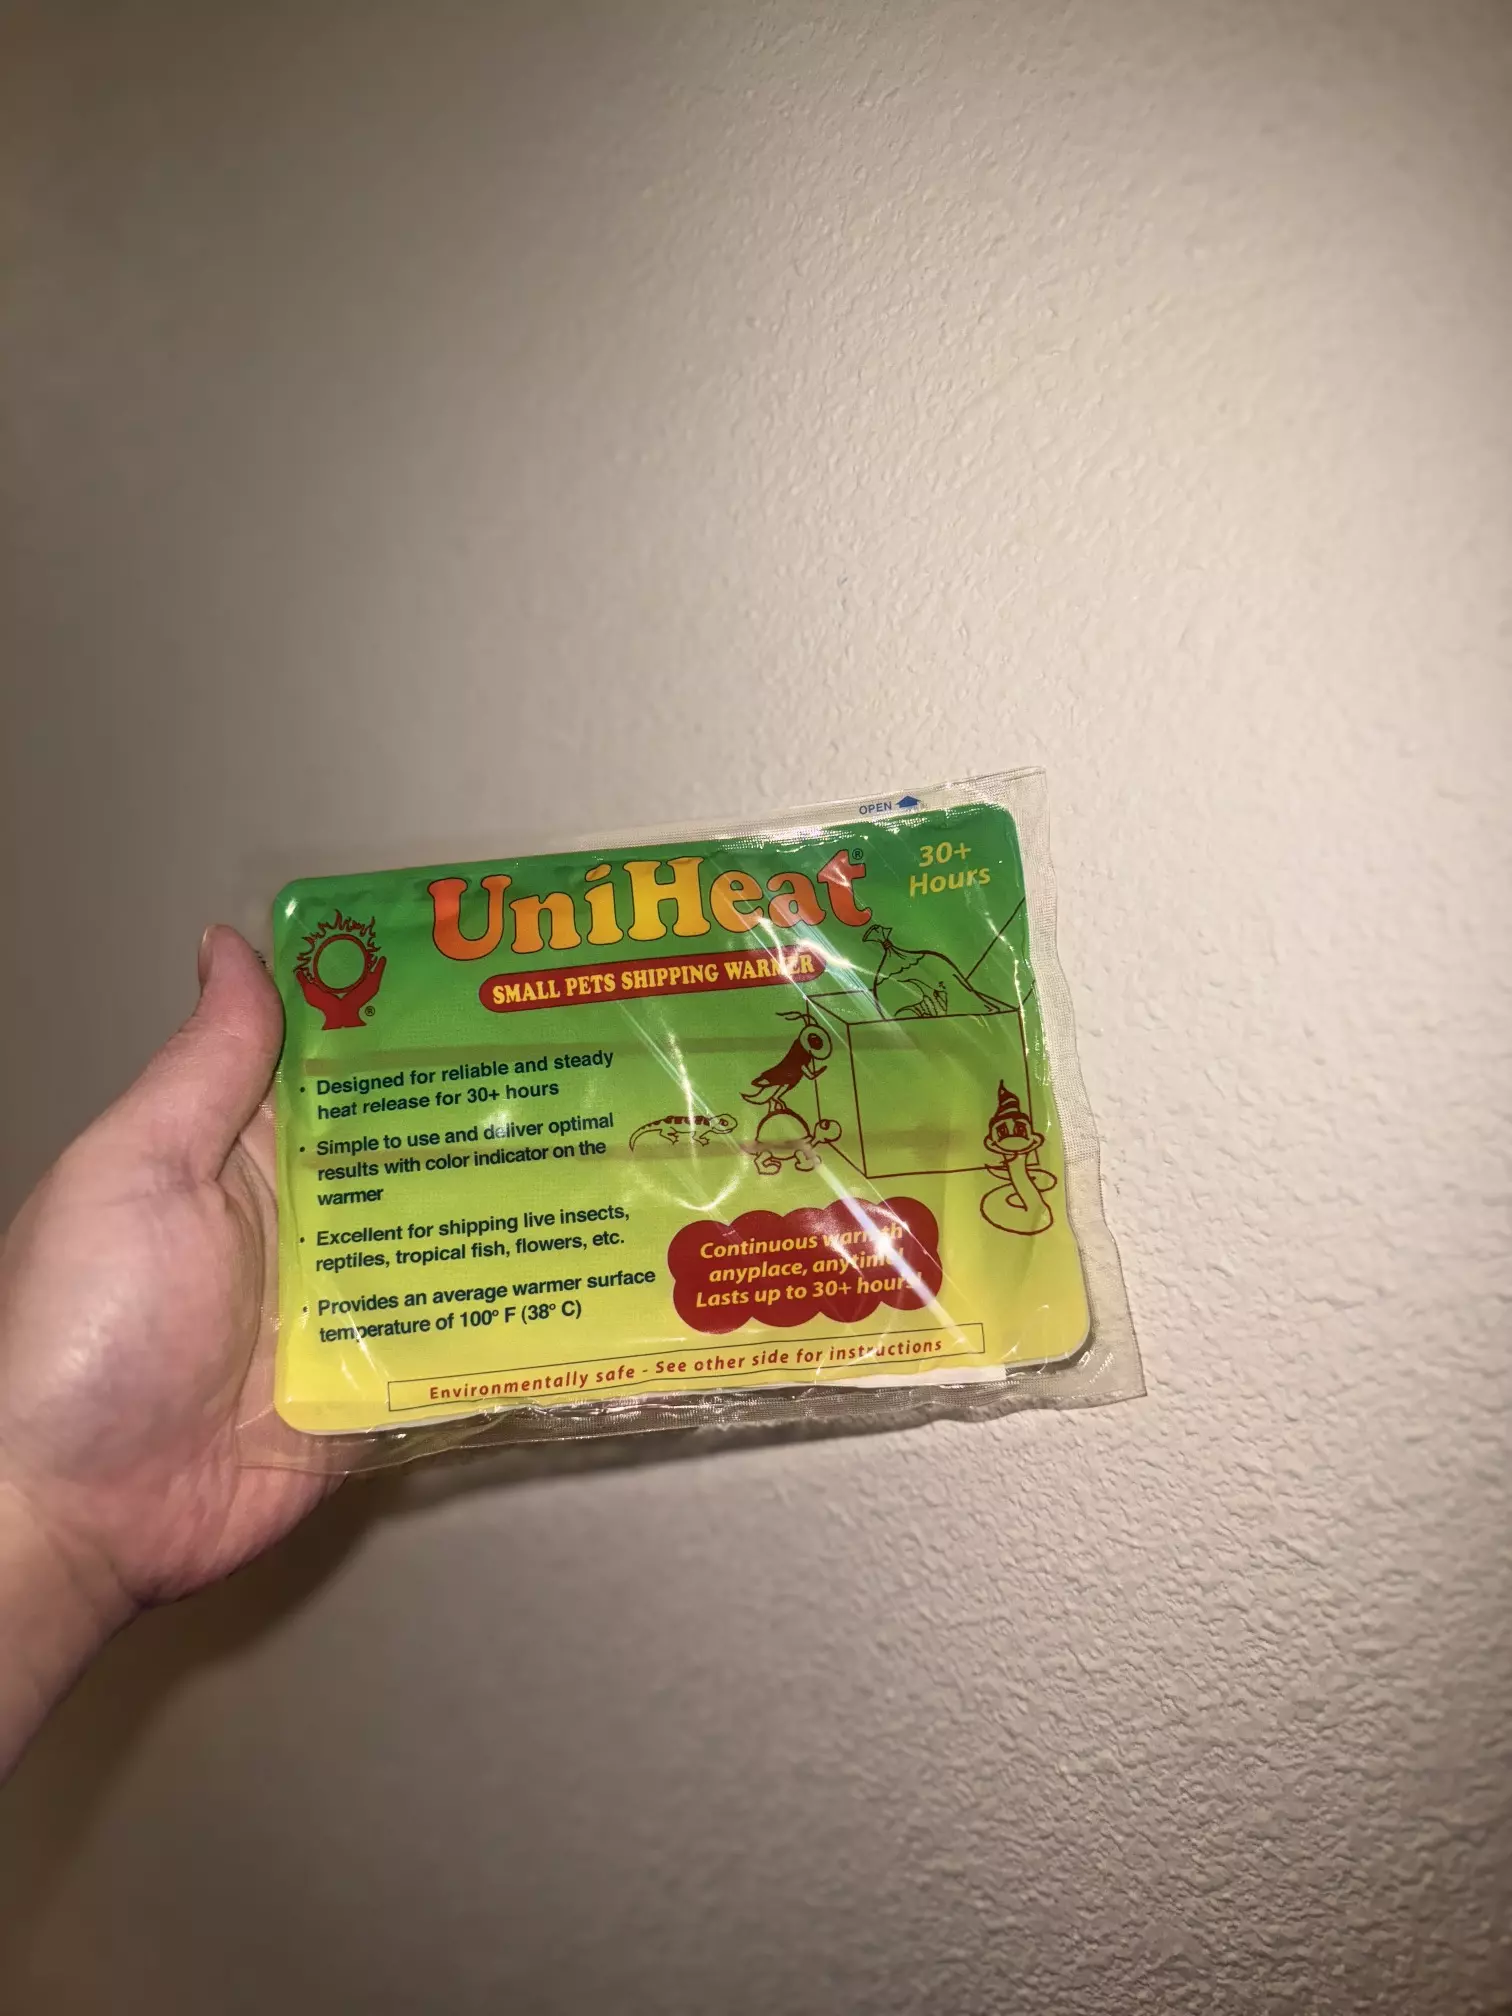 OPEN
UniHeat®
30+
Hours
SMALL PETS SHIPPING WARMER
®
• Designed for reliable and steady
heat release for 30+ hours
• Simple to use and deliver optimal
results with color indicator on the
warmer
• Excellent for shipping live insects,
reptiles, tropical fish, flowers, etc.
• Provides an average warmer surface
temperature of 100° F (38° C)
Continuous warmth
anyplace, anytime!
Lasts up to 30+ hours!
Environmentally safe - See other side for instructions